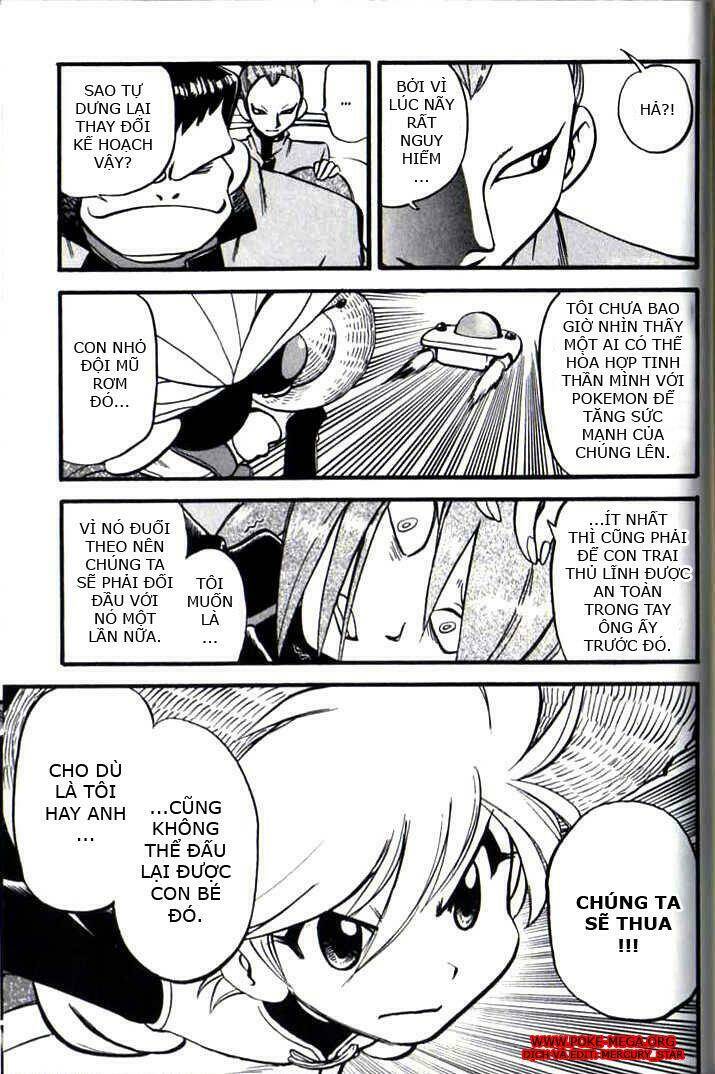 HẢ?!
BỞI VÌ
LÚC NÃY
RẤT
NGUY
HIỂM
...
...
SAO TỰ
DƯNG LẠI
THAY ĐỔI
KẾ HOẠCH
VẬY?
TÔI CHƯA BAO
GIỜ NHÌN THẤY
MỘT AI CÓ THỂ
HÒA HỢP TINH
THẦN MÌNH VỚI
POKEMON ĐỂ
TĂNG SỨC
MẠNH CỦA
CHÚNG LÊN.
CON NHỎ
ĐỘI MŨ
RƠM
ĐÓ...
...ÍT NHẤT
THÌ CŨNG PHẢI
ĐỂ CON TRAI
THỦ LĨNH ĐƯỢC
AN TOÀN
TRONG TAY
ÔNG ẤY
TRƯỚC ĐÓ.
TÔI
MUỐN
LÀ
...
VÌ NÓ ĐUỔI
THEO NÊN
CHÚNG TA
SẼ PHẢI ĐỐI
ĐẦU VỚI
NÓ MỘT
LẦN NỮA.
CHÚNG TA
SẼ THUA
!!!
...CŨNG
KHÔNG
THỂ ĐẤU
LẠI ĐƯỢC
CON BÉ
ĐÓ.
CHO DÙ
LÀ TÔI
HAY ANH
...
WWW.POKE-MEGA.ORG
DỊCH VÀ EDIT: MERCURY_STAR